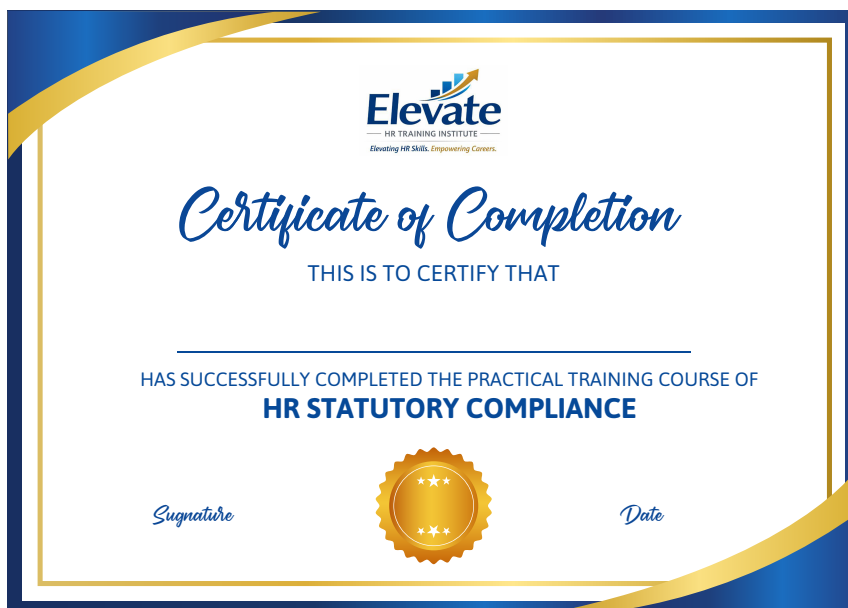 Elevate
HR TRAINING INSTITUTE
Elevating HR Skills. Empowering Careers.
Certificate of Completion
THIS IS TO CERTIFY THAT
HAS SUCCESSFULLY COMPLETED THE PRACTICAL TRAINING COURSE OF
HR STATUTORY COMPLIANCE
Sugnature
Date